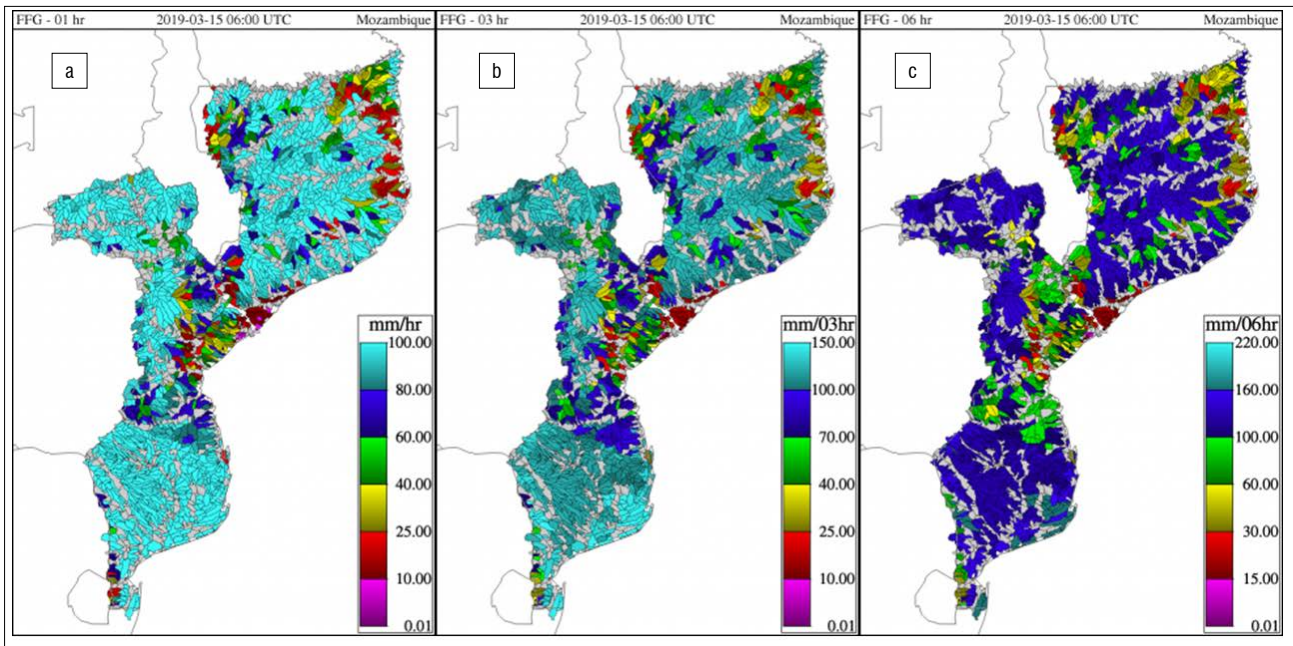 FFG - 01 hr 2019-03-15 06:00 UTC Mozambique
a
mm/hr
100.00
80.00
60.00
40.00
25.00
10.00
0.01
FFG - 03 hr 2019-03-15 06:00 UTC Mozambique
b
mm/03hr
150.00
100.00
70.00
40.00
25.00
10.00
0.01
FFG - 06 hr 2019-03-15 06:00 UTC Mozambique
c
mm/06hr
220.00
160.00
100.00
60.00
30.00
15.00
0.01